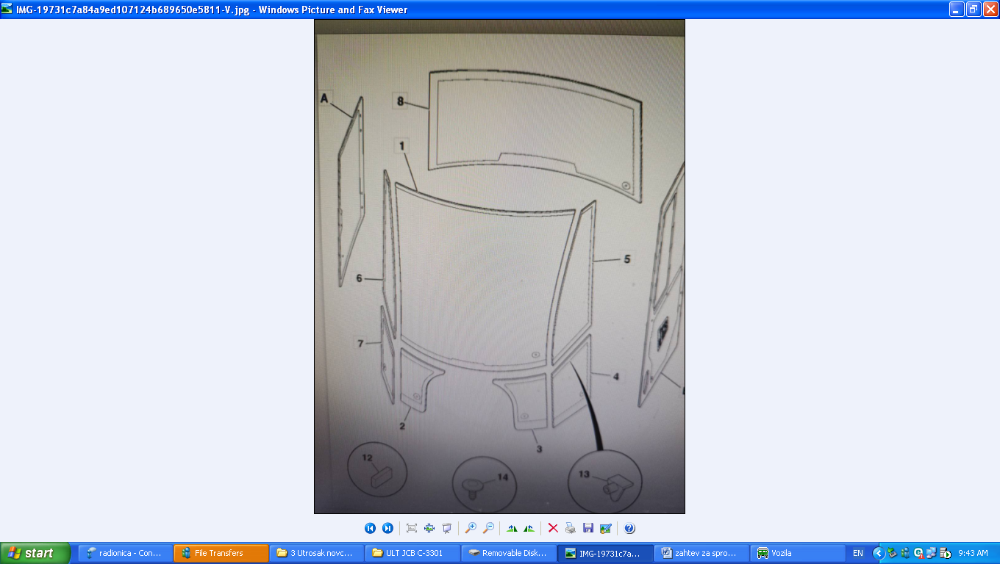 IMG-19731c7a84a9ed107124b689650e5811-V.jpg - Windows Picture and Fax Viewer
A
8
1
6
5
7
4
2
3
12
14
13
start
radionica - Con...
File Transfers
3 Utrosak novc...
ULT JCB C-3301
Removable Disk...
IMG-19731c7a...
zahtev za spro...
Vozila
EN
9:43 AM